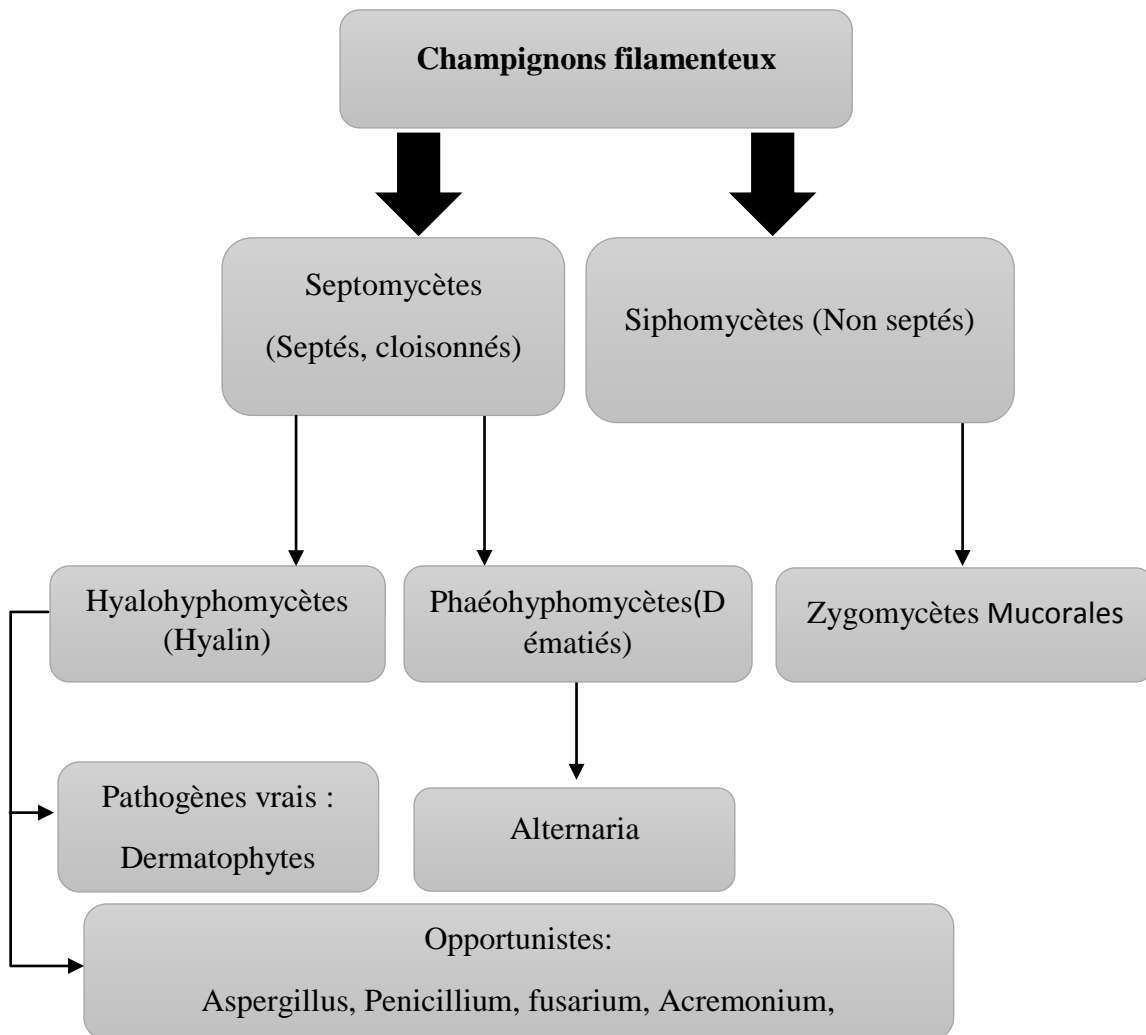 Champignons filamenteux
Septomycètes
(Septés, cloisonnés)
Siphomycètes (Non septés)
Hyalohyphomycètes
(Hyalin)
Phaéohyphomycètes(D
ématiés)
Zygomycètes Mucorales
Pathogènes vrais :
Dermatophytes
Alternaria
Opportunistes:
Aspergillus, Penicillium, fusarium, Acremonium,